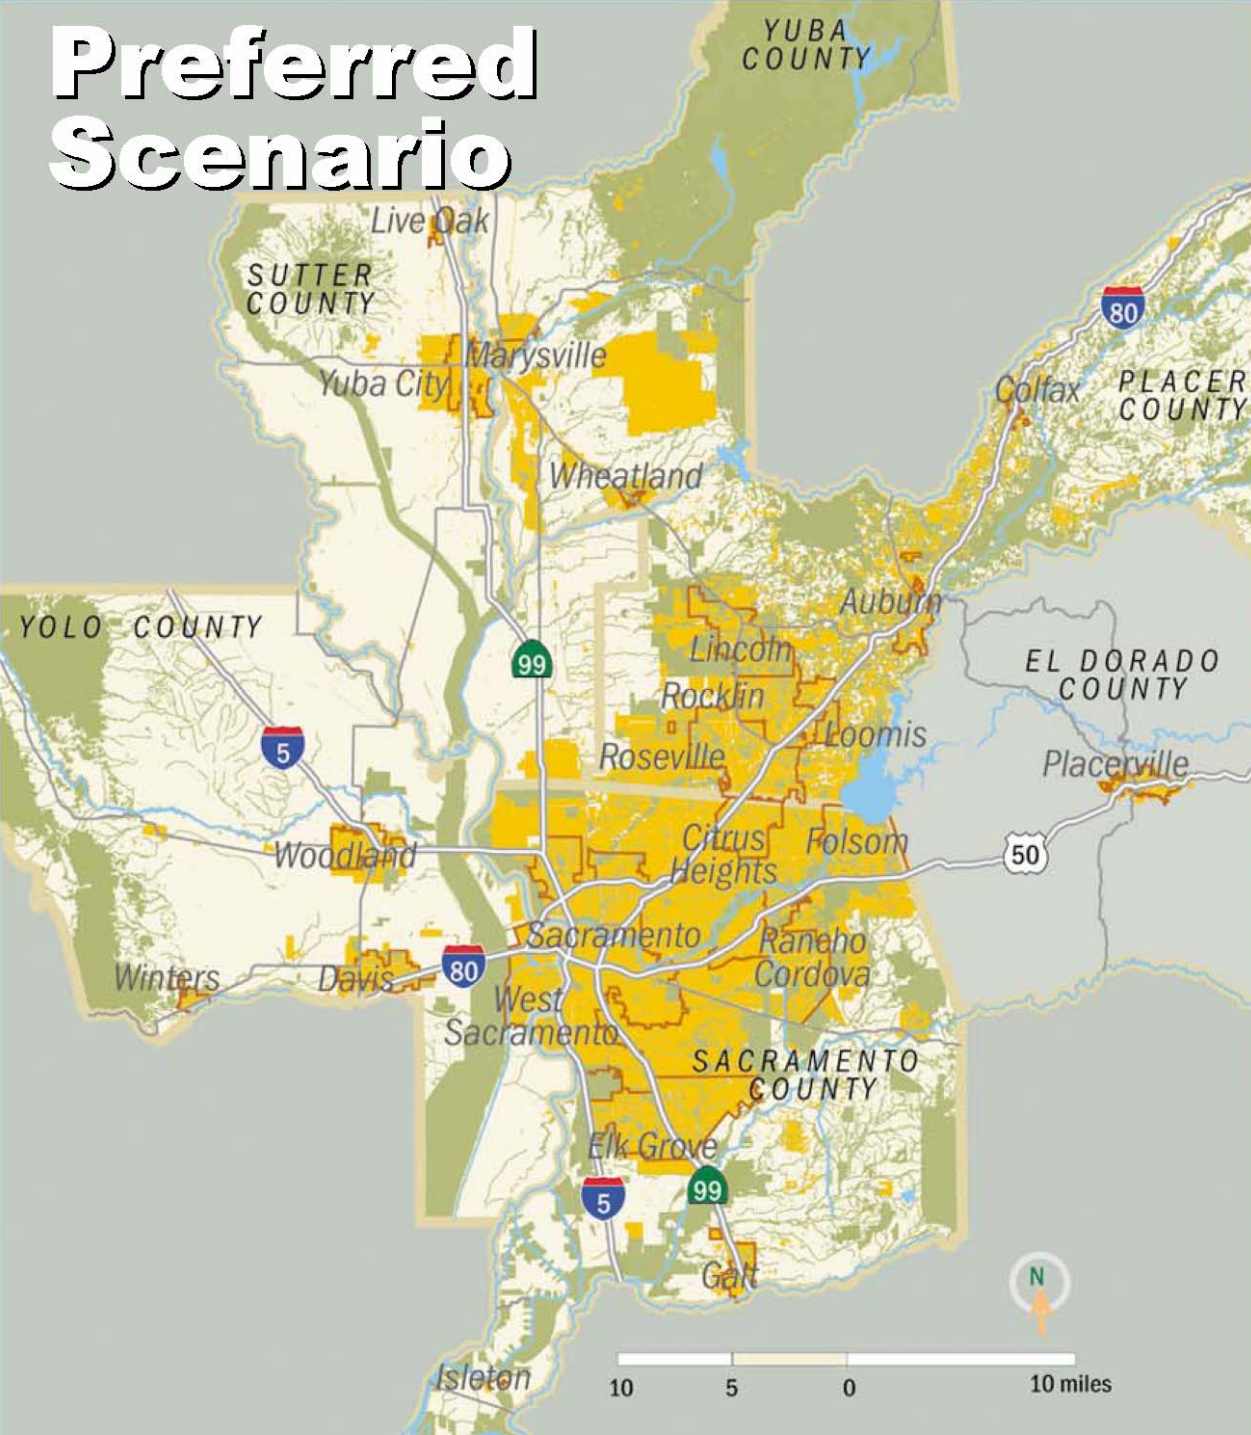 Preferred
Scenario
YUBA
COUNTY
Live Oak
SUTTER
COUNTY
80
Marysville
Yuba City
Colfax
PLACER
COUNTY
Wheatland
Auburn
YOLO COUNTY
Lincoln
99
EL DORADO
COUNTY
Rocklin
5
Loomis
Roseville
Placerville
Citrus
Heights
Folsom
Woodland
50
Sacramento
Rancho
Cordova
Winters
Davis
80
West
Sacramento
SACRAMENTO
COUNTY
Elk Grove
5
99
Galt
N
Isleton
10 5 0 10 miles